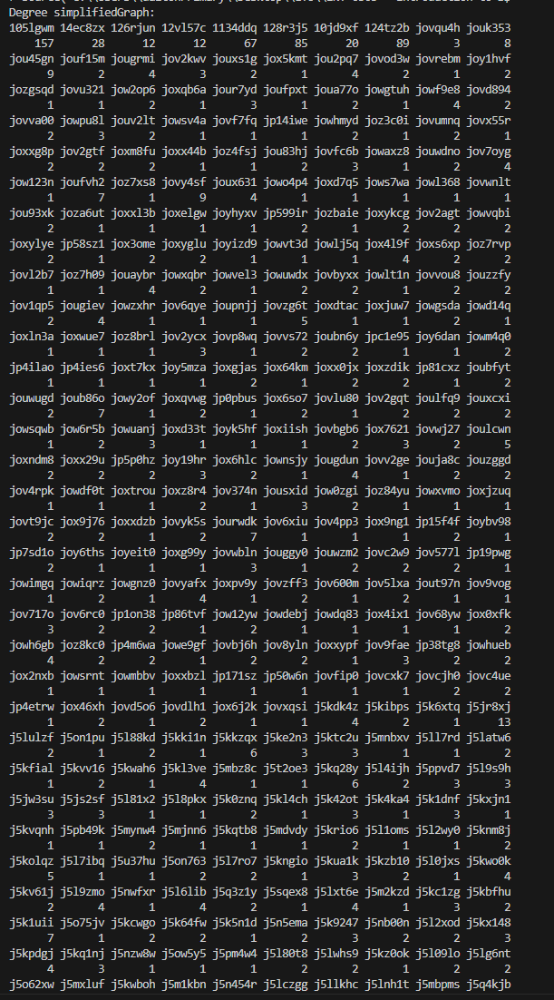 Degree simplifiedGraph:
105lgwm 14ec8zx 126rjun 12vl57c 1134ddq 128r3j5 10jd9xf 124tz2b jovqu4h jouk353
157 28 12 12 67 85 20 89 3 8
jou45gn jouf15m jougrmi jov2kwv jouxs1g jox5kmt jou2pq7 jovod3w jovrebm joy1hvf
9 2 4 3 2 1 4 2 1 2
jozgsqd jovu321 jow2op6 joxqb6a jour7yd joufpxt joua77o jowgtuh jowf9e8 jovd894
1 1 2 1 3 1 2 1 4 2
jovva00 jowpu8l jouv2lt jowsv4a jovf7fq jp14iwe jowhmyd joz3c0i jovumnq jovx55r
2 3 2 1 1 1 2 1 2 1
joxxg8p jov2gtf joxm8fu joxx44b joz4fsj jou83hj jovfc6b jowaxz8 jouwdno jov7oyg
2 2 2 1 1 2 3 1 2 4
jow123n joufvh2 joz7xs8 jovy4sf joux631 jowo4p4 joxd7q5 jows7wa jowl368 jovwnlt
1 7 1 9 4 1 1 1 1 1
jou93xk joza6ut joxxl3b joxelgw joyhyxv jp599ir jozbaie joxykcg jov2agt jowvqbi
2 1 1 1 1 2 1 2 2 2
joxylye jp58sz1 jox3ome joxyglu joyizd9 jowvt3d jowlj5q jox4l9f joxs6xp joz7rvp
2 2 2 2 1 1 1 4 2 2
jovl2b7 joz7h09 jouaybr jowxqbr jowvel3 jowuwdx jovbyxx jowlt1n jovvou8 jouzzfy
1 1 4 2 1 2 2 1 2 2
jov1qp5 jougiev jowzxhr jov6qye joupnjj jovzg6t joxdtac joxjuw7 jowgsda jowd14q
2 4 1 1 1 5 1 1 2 1
joxln3a joxwue7 joz8brl jov2ycx jovp8wq jovvs72 joubn6y jpc1e95 joy6dan jowm4q0
1 1 1 3 1 2 2 1 1 2
jp4ilao jp4ies6 joxt7kx joy5mza joxgjas jox64km joxx0jx joxzdik jp81cxz joubfyt
1 1 1 1 2 1 2 1 1 2
jouwugd joub86o jowy2of joxqvwg jp0pbus jox6so7 jovlu80 jov2gqt joulfq9 jouxcxi
2 7 2 1 1 1 2 2 2 2
jowsqwb jow6r5b jowuanj joxd33t joyk5hf joxiish jovbgb6 jox7621 jovwj27 joulcwn
1 2 3 1 1 1 2 3 2 5
joxndm8 joxx29u jp5p0hz joy19hr jox6hlc jownsjy jougdun jovv2ge jouja8c jouzggd
2 2 2 3 2 1 4 1 2 2
jov4rpk jowdf0t joxtrou joxz8r4 jov374n jousxid jow0zgi joz84yu jowxvmo joxjzuq
1 1 1 2 1 3 2 1 1 1
jovt9jc jox9j76 joxxdzb jovyk5s jourwdk jov6xiu jov4pp3 jox9ng1 jp15f4f joybv98
1 2 2 2 7 1 1 1 2 1
jp7sd1o joy6ths joyeit0 joxg99y jovwbln jouggy0 jouwzm2 jovc2w9 jov577l jp19pwg
2 2 1 1 3 1 2 2 1 1
jowimgq jowiqrz jowgnz0 jovyafx joxpv9y jovzff3 jov600m jov5lxa jout97n jov9vog
1 2 1 4 1 2 1 2 1 1
jov717o jov6rc0 jp1on38 jp86tvf jow12yw jowdebj jowdq83 jox4ix1 jov68yw jox0xfk
3 2 2 1 2 1 1 1 1 2
jowh6gb joz8kc0 jp4m6wa jowe9gf jovbj6h jov8yln joxxypf jov9fae jp38tg8 jowhueb
4 2 2 1 2 2 1 3 2 2
jox2nxb jowsrnt jowmbbv joxxbzl jp171sz jp50w6n jovfip0 jovcxk7 jovcjh0 jovc4ue
1 1 1 1 1 1 2 3 2 2
jp4etrw jox46xh jovd5o6 jovdlh1 jox6j2k jovxqsi j5kdk4z j5kibps j5k6xtq j5jr8xj
1 2 1 2 1 1 4 2 1 13
j5lulzf j5on1pu j5l88kd j5kki1n j5kkzqx j5ke2n3 j5ktc2u j5mnbxv j5ll7rd j5latw6
2 1 2 1 6 3 3 1 1 2
j5kfial j5kvv16 j5kwah6 j5kl3ve j5mbz8c j5t2oe3 j5kq28y j5l4ijh j5ppvd7 j5l9s9h
1 2 1 4 1 1 6 2 3 3
j5jw3su j5js2sf j5l81x2 j5l8pkx j5k0znq j5kl4ch j5k42ot j5k4ka4 j5k1dnf j5kxjn1
3 3 1 1 2 1 3 1 3 1
j5kvqnh j5pb49k j5mynw4 j5mjnn6 j5kqtb8 j5mdvdy j5krio6 j5l1oms j5l2wy0 j5knm8j
1 1 1 2 1 1 2 1 1 2
j5kolqz j5l7ibq j5u37hu j5on763 j5l7ro7 j5kngio j5kua1k j5kzb10 j5l0jxs j5kwo0k
5 1 1 2 2 1 3 2 1 4
j5kv61j j5l9zmo j5nwfxr j5l6lib j5q3z1y j5sqex8 j5lxt6e j5m2kzd j5kc1zg j5kbfhu
2 4 1 4 2 1 4 1 3 2
j5k1uii j5o75jv j5kcwgo j5k64fw j5k5n1d j5n5ema j5k9247 j5nb00n j5l2xod j5kx148
7 1 2 2 1 2 3 2 2 3
j5kpdgj j5kq1nj j5nzw8w j5ow5y5 j5pm4w4 j5l80t8 j5lwhs9 j5kz0ok j5l09lo j5lg6nt
4 3 1 1 1 2 2 1 2 2
j5o62xw j5mxluf j5kwboh j5m1kbn j5n454r j5lczgg j5llkhc j5lnh1t j5mbpms j5q4kjb